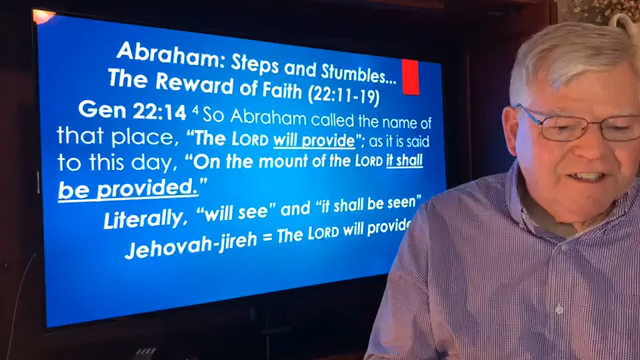 Abraham: Steps and Stumbles...
The Reward of Faith (22:11-19)
Gen 22:14 4 So Abraham called the name of
that place, “The LORD will provide”; as it is said
to this day, “On the mount of the LORD it shall
be provided.”
Literally, “will see” and “it shall be seen”
Jehovah-jireh = The LORD will provide